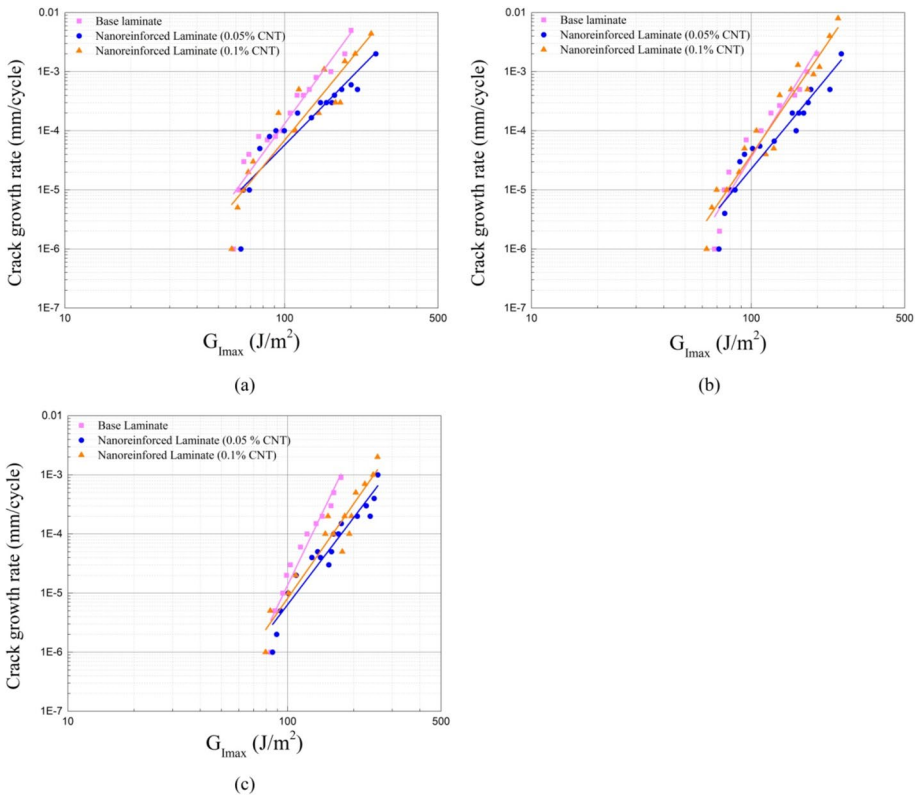 0.01
1E-3
1E-4
1E-5
1E-6
1E-7
Crack growth rate (mm/cycle)
Base laminate
Nanoreinforced Laminate (0.05% CNT)
Nanoreinforced Laminate (0.1% CNT)
10
100
500
G_Imax (J/m²)
(a)
0.01
1E-3
1E-4
1E-5
1E-6
1E-7
Crack growth rate (mm/cycle)
Base laminate
Nanoreinforced Laminate (0.05% CNT)
Nanoreinforced Laminate (0.1% CNT)
10
100
500
G_Imax (J/m²)
(b)
0.01
1E-3
1E-4
1E-5
1E-6
1E-7
Crack growth rate (mm/cycle)
Base Laminate
Nanoreinforced Laminate (0.05 % CNT)
Nanoreinfored Laminate (0.1% CNT)
10
100
500
G_Imax (J/m²)
(c)